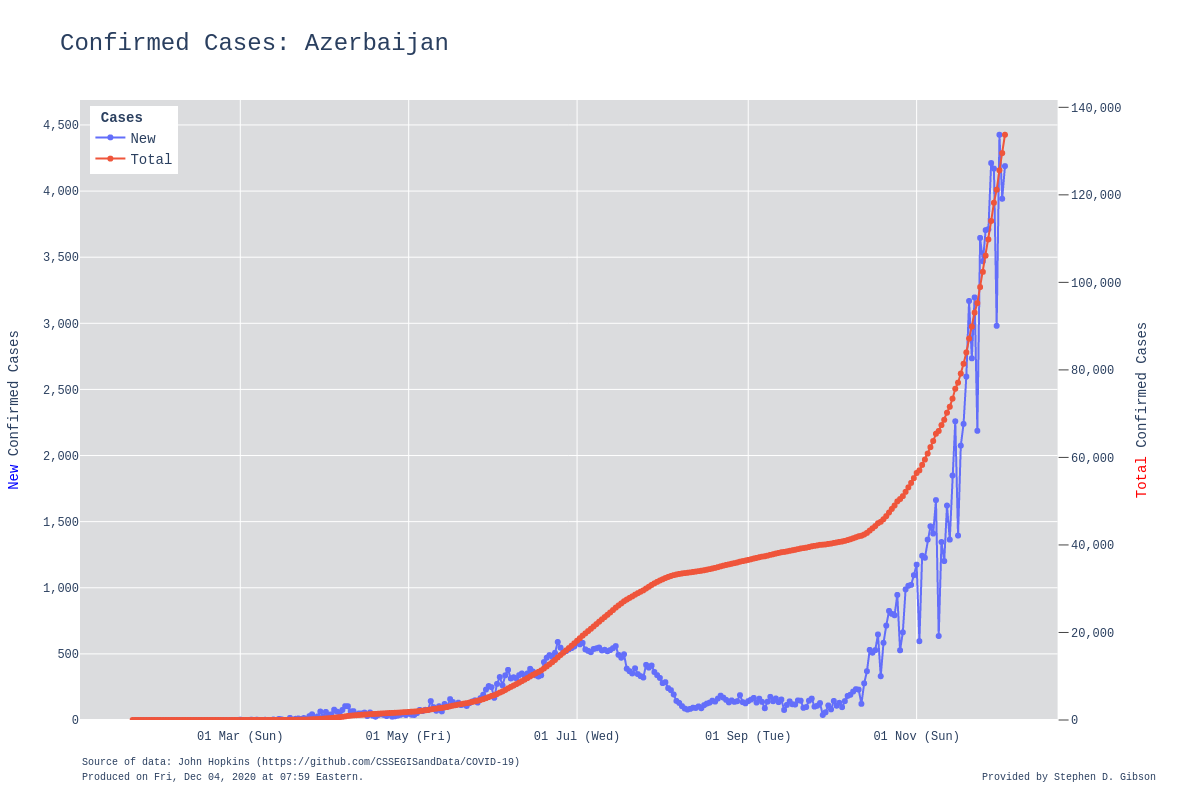 Confirmed Cases: Azerbaijan
Cases
New
Total
4,500
4,000
3,500
3,000
2,500
2,000
1,500
1,000
500
0
140,000
120,000
100,000
80,000
60,000
40,000
20,000
0
New Confirmed Cases
Total Confirmed Cases
01 Mar (Sun)
01 May (Fri)
01 Jul (Wed)
01 Sep (Tue)
01 Nov (Sun)
Source of data: John Hopkins (https://github.com/CSSEGISandData/COVID-19)
Produced on Fri, Dec 04, 2020 at 07:59 Eastern.
Provided by Stephen D. Gibson